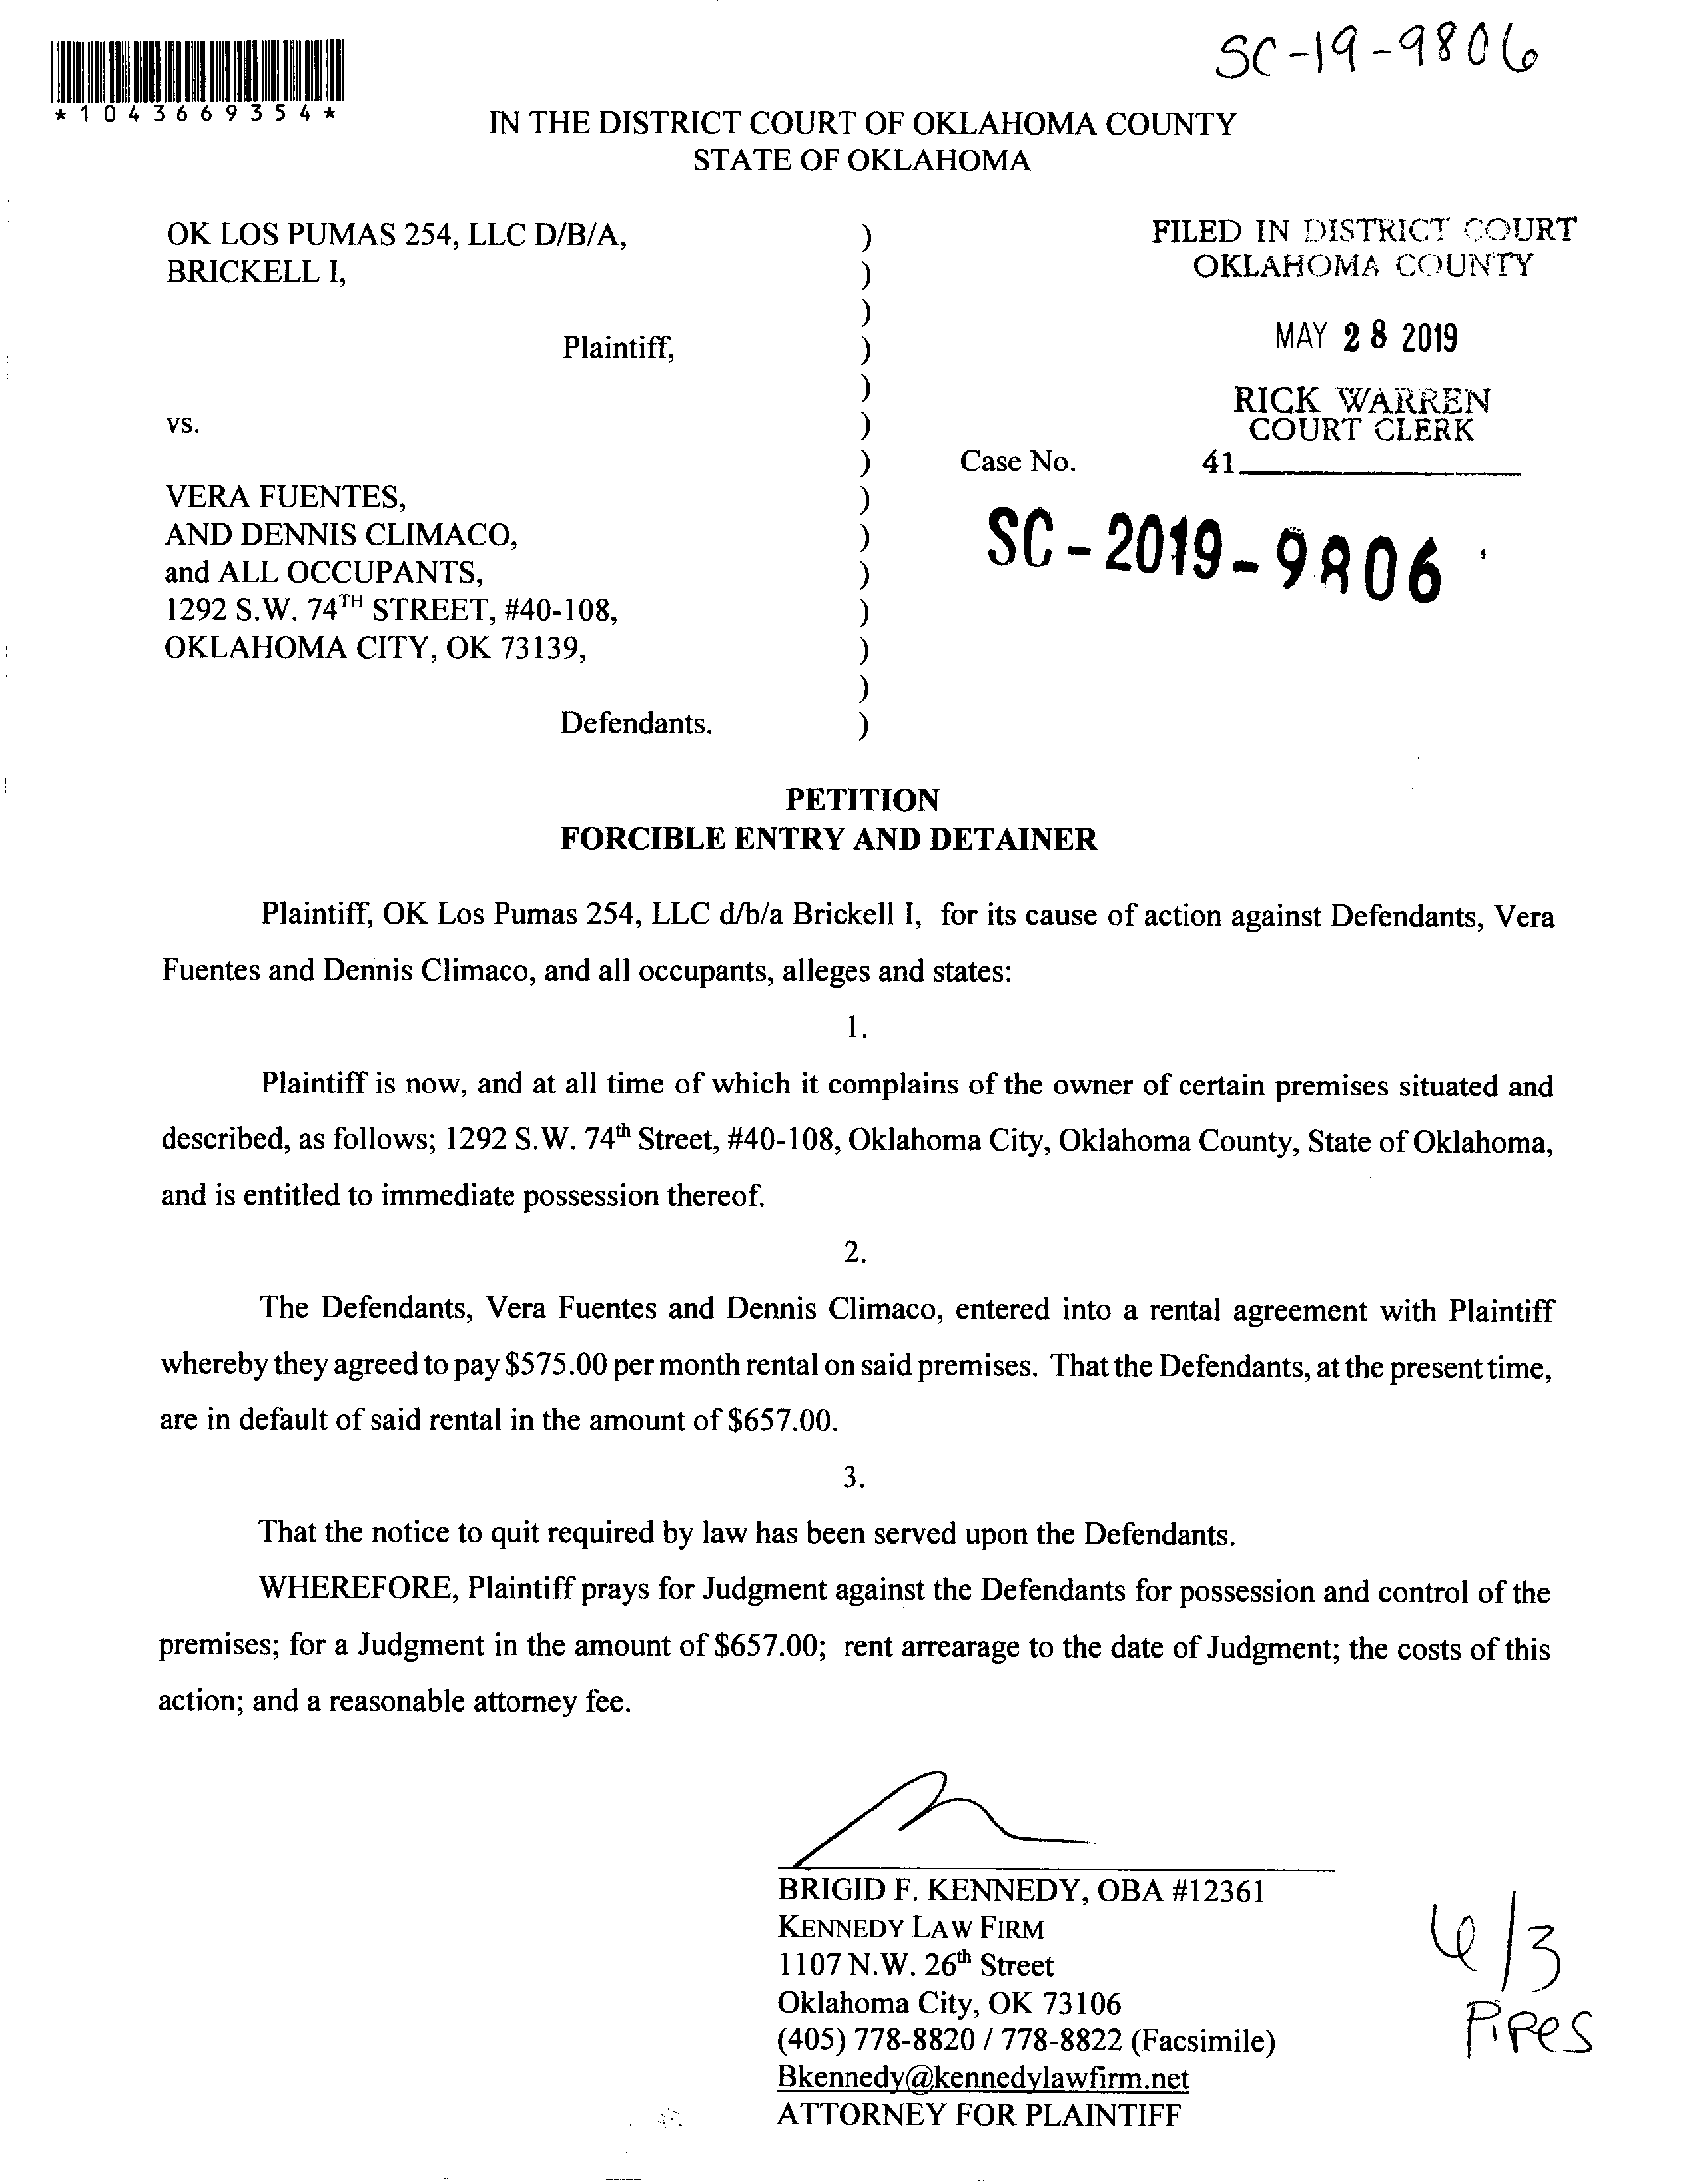 SC-19-9806
*1043669354*
IN THE DISTRICT COURT OF OKLAHOMA COUNTY
STATE OF OKLAHOMA
OK LOS PUMAS 254, LLC D/B/A, )
BRICKELL I, )
)
Plaintiff, )
)
vs. )
)
VERA FUENTES, )
AND DENNIS CLIMACO, )
and ALL OCCUPANTS, )
1292 S.W. 74TH STREET, #40-108, )
OKLAHOMA CITY, OK 73139, )
)
Defendants. )
FILED IN DISTRICT COURT
OKLAHOMA COUNTY
MAY 28 2019
RICK WARREN
COURT CLERK
Case No. 41
SC-2019-9806
PETITION
FORCIBLE ENTRY AND DETAINER
Plaintiff, OK Los Pumas 254, LLC d/b/a Brickell I, for its cause of action against Defendants, Vera
Fuentes and Dennis Climaco, and all occupants, alleges and states:
1.
Plaintiff is now, and at all time of which it complains of the owner of certain premises situated and
described, as follows; 1292 S.W. 74th Street, #40-108, Oklahoma City, Oklahoma County, State of Oklahoma,
and is entitled to immediate possession thereof.
2.
The Defendants, Vera Fuentes and Dennis Climaco, entered into a rental agreement with Plaintiff
whereby they agreed to pay $575.00 per month rental on said premises. That the Defendants, at the present time,
are in default of said rental in the amount of $657.00.
3.
That the notice to quit required by law has been served upon the Defendants.
WHEREFORE, Plaintiff prays for Judgment against the Defendants for possession and control of the
premises; for a Judgment in the amount of $657.00; rent arrearage to the date of Judgment; the costs of this
action; and a reasonable attorney fee.
BRIGID F. KENNEDY, OBA #12361
KENNEDY LAW FIRM
1107 N.W. 26th Street
Oklahoma City, OK 73106
(405) 778-8820 / 778-8822 (Facsimile)
Bkennedy@kennedylawfirm.net
ATTORNEY FOR PLAINTIFF
6/3
Pipes